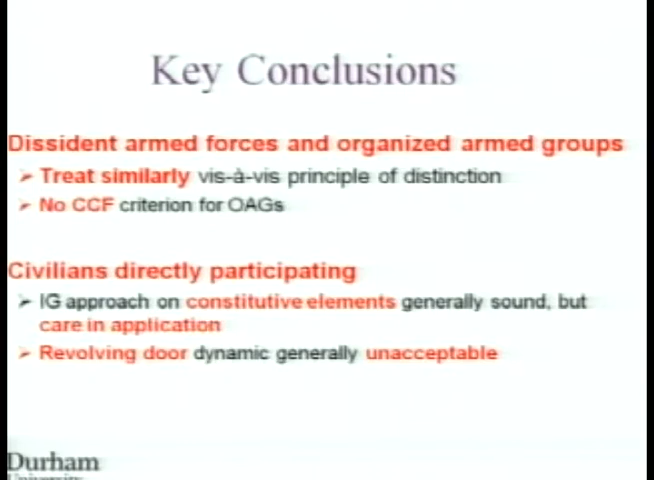 Key Conclusions
Dissident armed forces and organized armed groups
➢ Treat similarly vis-à-vis principle of distinction
➢ No CCF criterion for OAGs
Civilians directly participating
➢ IG approach on constitutive elements generally sound, but
care in application
➢ Revolving door dynamic generally unacceptable
Durham
University